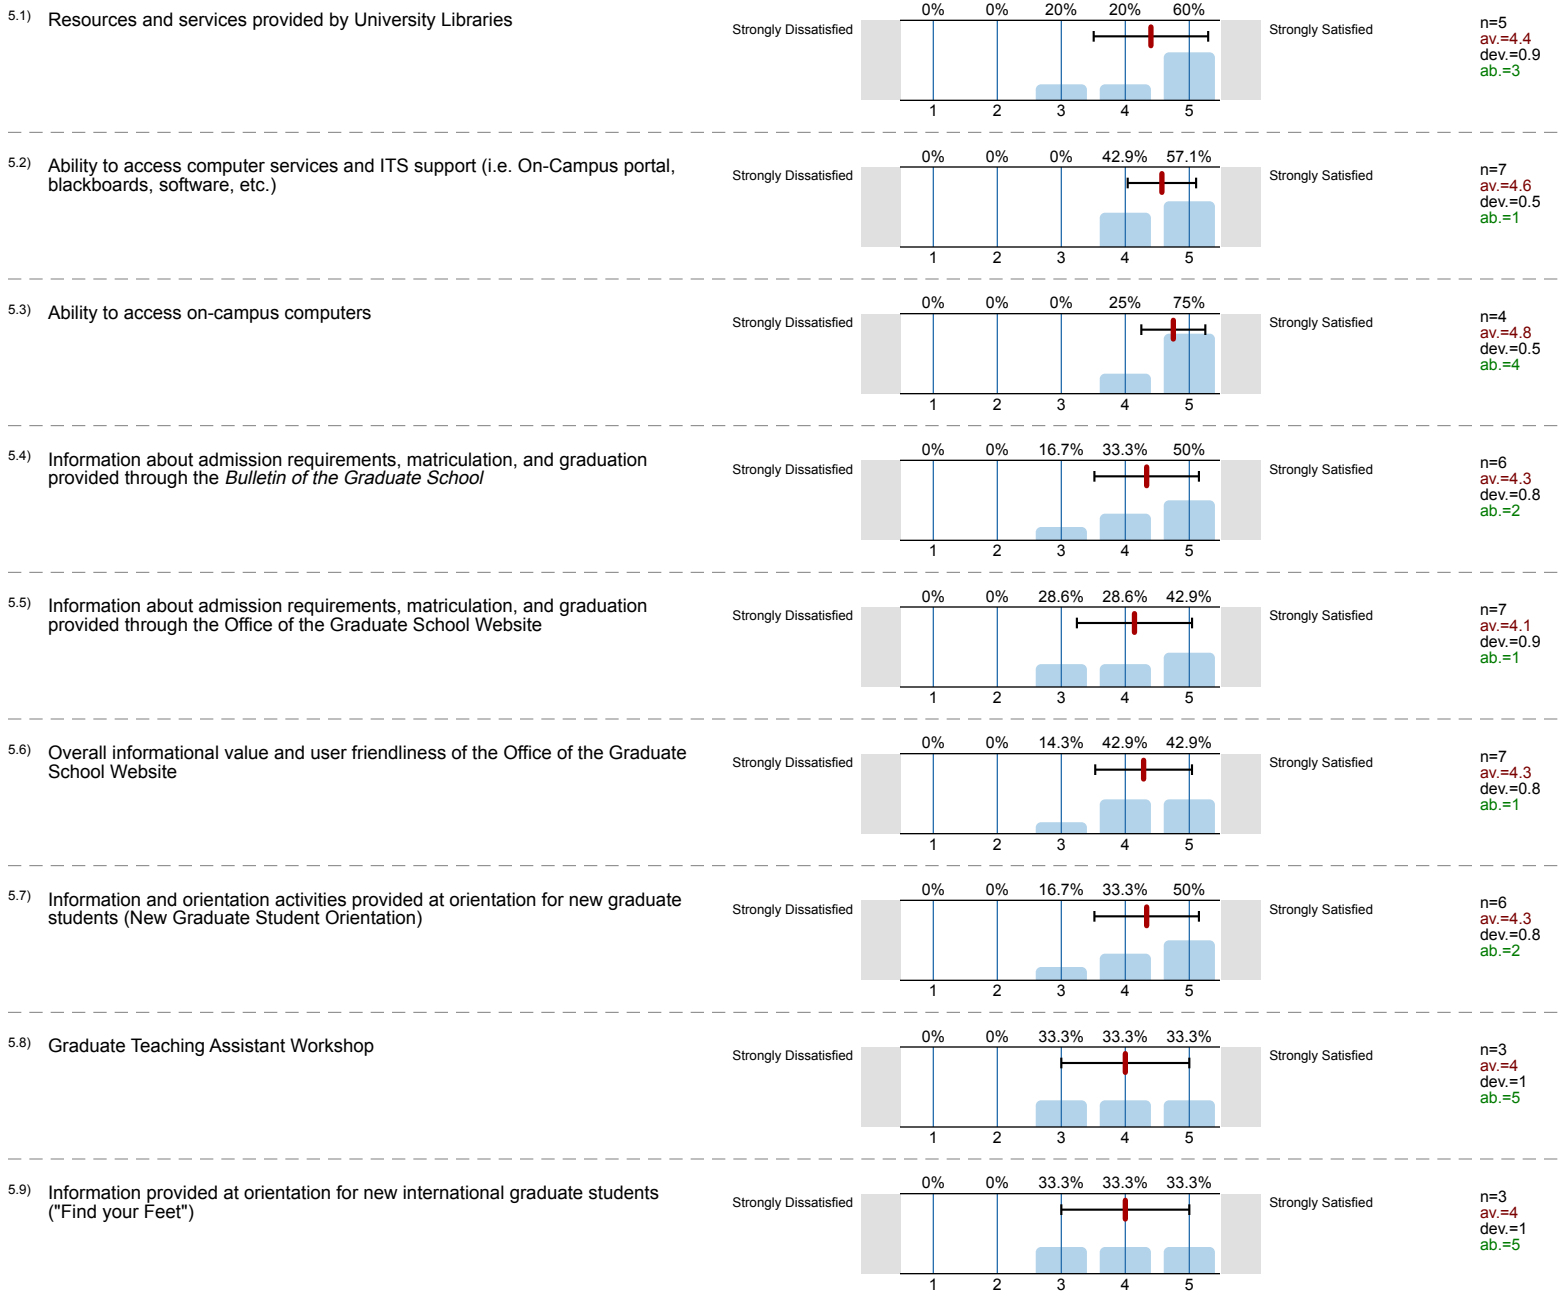 5.1) Resources and services provided by University Libraries
0% 0% 20% 20% 60%
Strongly Dissatisfied Strongly Satisfied
n=5
av.=4.4
dev.=0.9
ab.=3
1 2 3 4 5
5.2) Ability to access computer services and ITS support (i.e. On-Campus portal,
blackboards, software, etc.)
0% 0% 0% 42.9% 57.1%
Strongly Dissatisfied Strongly Satisfied
n=7
av.=4.6
dev.=0.5
ab.=1
1 2 3 4 5
5.3) Ability to access on-campus computers
0% 0% 0% 25% 75%
Strongly Dissatisfied Strongly Satisfied
n=4
av.=4.8
dev.=0.5
ab.=4
1 2 3 4 5
5.4) Information about admission requirements, matriculation, and graduation
provided through the Bulletin of the Graduate School
0% 0% 16.7% 33.3% 50%
Strongly Dissatisfied Strongly Satisfied
n=6
av.=4.3
dev.=0.8
ab.=2
1 2 3 4 5
5.5) Information about admission requirements, matriculation, and graduation
provided through the Office of the Graduate School Website
0% 0% 28.6% 28.6% 42.9%
Strongly Dissatisfied Strongly Satisfied
n=7
av.=4.1
dev.=0.9
ab.=1
1 2 3 4 5
5.6) Overall informational value and user friendliness of the Office of the Graduate
School Website
0% 0% 14.3% 42.9% 42.9%
Strongly Dissatisfied Strongly Satisfied
n=7
av.=4.3
dev.=0.8
ab.=1
1 2 3 4 5
5.7) Information and orientation activities provided at orientation for new graduate
students (New Graduate Student Orientation)
0% 0% 16.7% 33.3% 50%
Strongly Dissatisfied Strongly Satisfied
n=6
av.=4.3
dev.=0.8
ab.=2
1 2 3 4 5
5.8) Graduate Teaching Assistant Workshop
0% 0% 33.3% 33.3% 33.3%
Strongly Dissatisfied Strongly Satisfied
n=3
av.=4
dev.=1
ab.=5
1 2 3 4 5
5.9) Information provided at orientation for new international graduate students
("Find your Feet")
0% 0% 33.3% 33.3% 33.3%
Strongly Dissatisfied Strongly Satisfied
n=3
av.=4
dev.=1
ab.=5
1 2 3 4 5